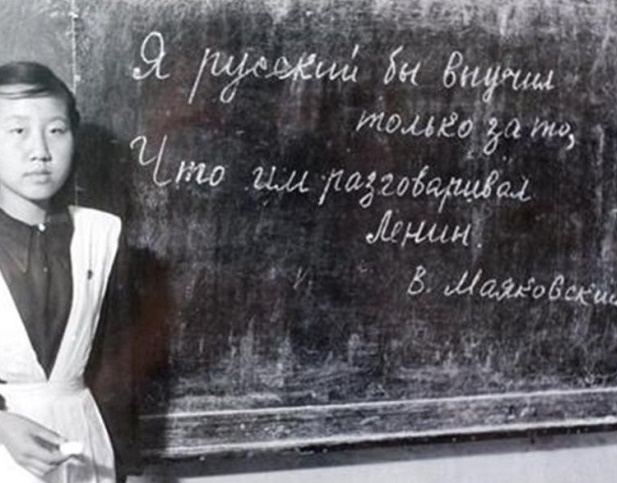 Я русский бы выучил
только за то,
Что им разговаривал
Ленин.
В. Маяковский